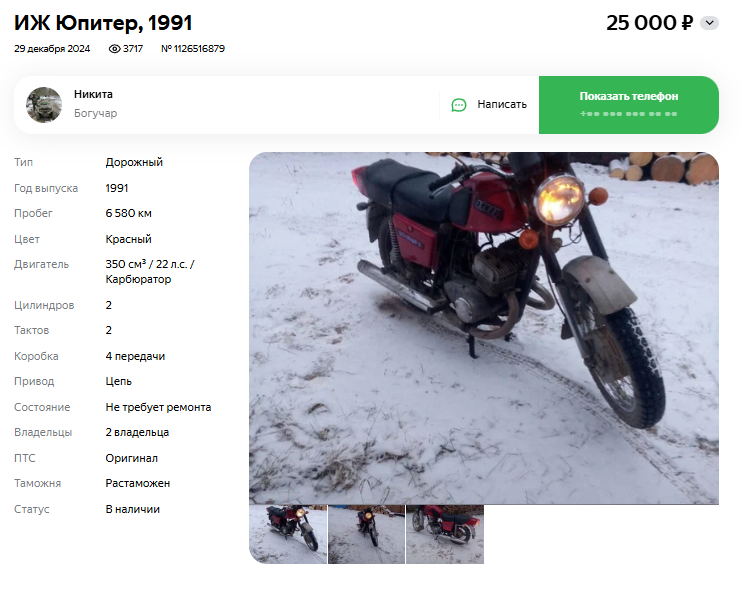 ИЖ Юпитер, 1991
25 000 ₽
29 декабря 2024 3717 № 1126516879
Никита
Богучар
Написать
Показать телефон
Тип Дорожный
Год выпуска 1991
Пробег 6 580 км
Цвет Красный
Двигатель 350 см³ / 22 л.с. /
Карбюратор
Цилиндров 2
Тактов 2
Коробка 4 передачи
Привод Цепь
Состояние Не требует ремонта
Владельцы 2 владельца
ПТС Оригинал
Таможня Растаможен
Статус В наличии